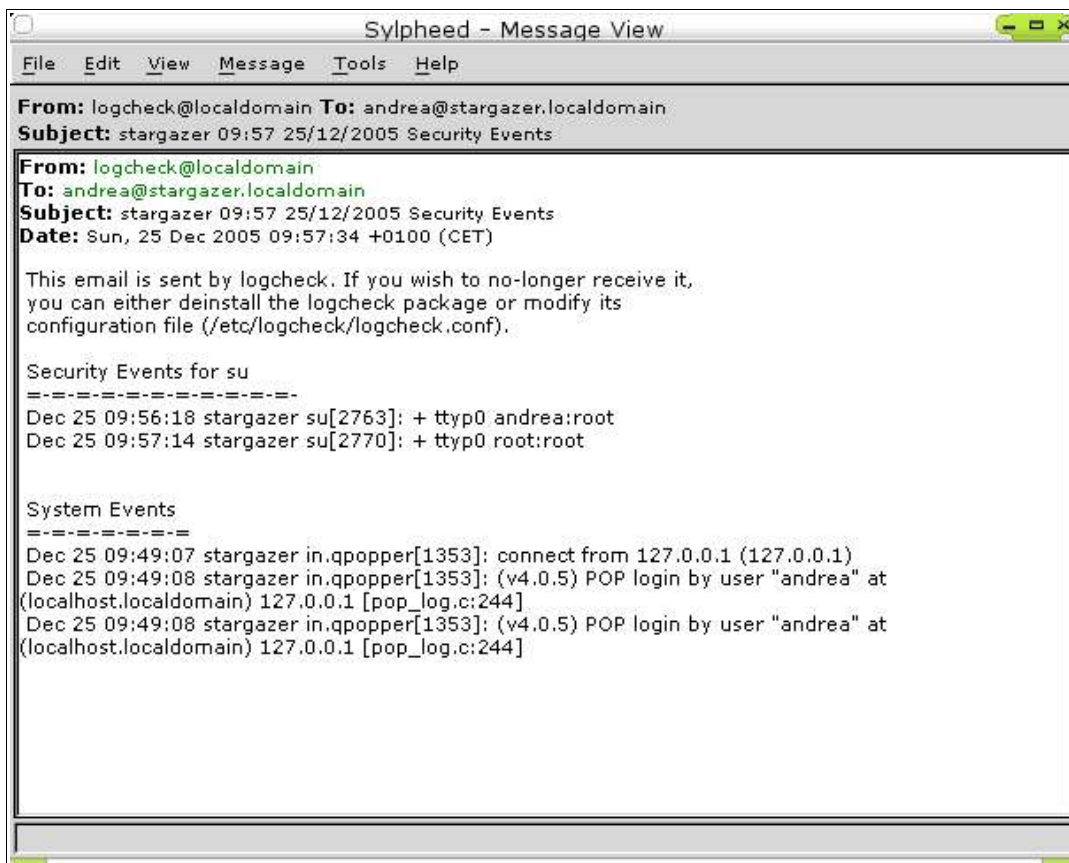 Sylpheed - Message View
File Edit View Message Tools Help
From: logcheck@localdomain To: andrea@stargazer.localdomain
Subject: stargazer 09:57 25/12/2005 Security Events
From: logcheck@localdomain
To: andrea@stargazer.localdomain
Subject: stargazer 09:57 25/12/2005 Security Events
Date: Sun, 25 Dec 2005 09:57:34 +0100 (CET)
This email is sent by logcheck. If you wish to no-longer receive it,
you can either deinstall the logcheck package or modify its
configuration file (/etc/logcheck/logcheck.conf).
Security Events for su
=-=-=-=-=-=-=-=-=-=-=-
Dec 25 09:56:18 stargazer su[2763]: + ttyp0 andrea:root
Dec 25 09:57:14 stargazer su[2770]: + ttyp0 root:root
System Events
=-=-=-=-=-=-=
Dec 25 09:49:07 stargazer in.qpopper[1353]: connect from 127.0.0.1 (127.0.0.1)
Dec 25 09:49:08 stargazer in.qpopper[1353]: (v4.0.5) POP login by user "andrea" at
(localhost.localdomain) 127.0.0.1 [pop_log.c:244]
Dec 25 09:49:08 stargazer in.qpopper[1353]: (v4.0.5) POP login by user "andrea" at
(localhost.localdomain) 127.0.0.1 [pop_log.c:244]